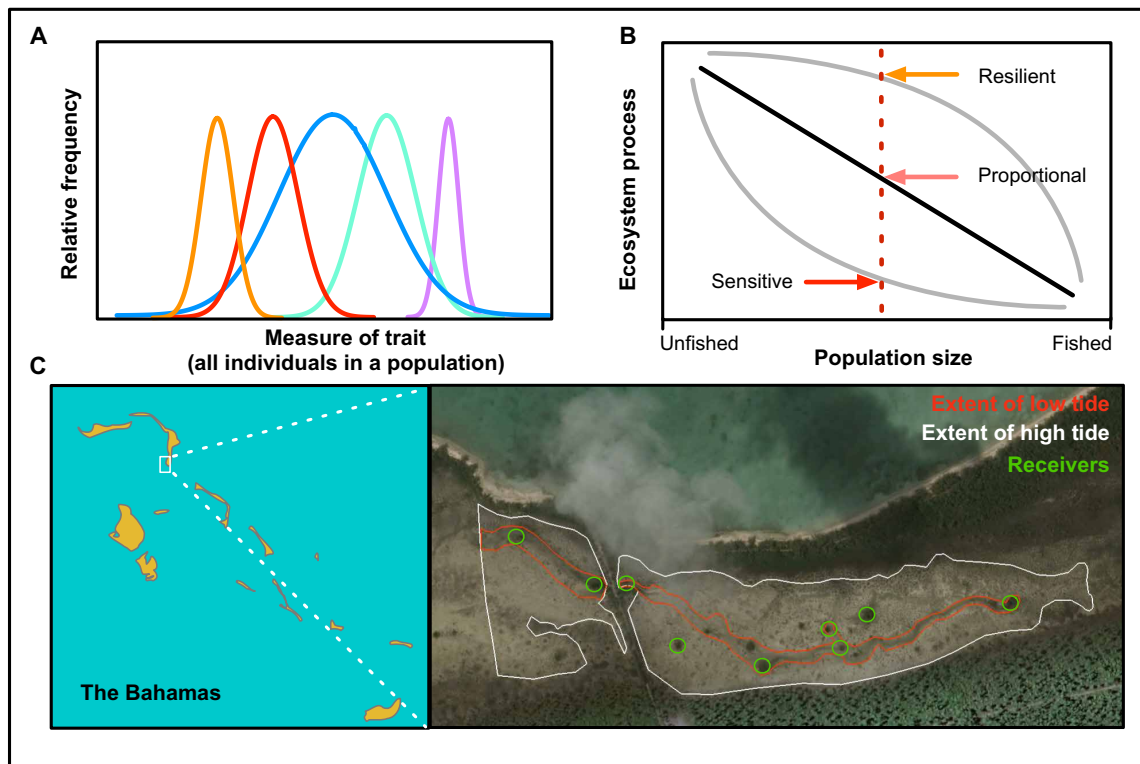 A
Relative frequency
Measure of trait
(all individuals in a population)
B
Ecosystem process
Resilient
Proportional
Sensitive
Unfished
Population size
Fished
C
The Bahamas
Extent of low tide
Extent of high tide
Receivers